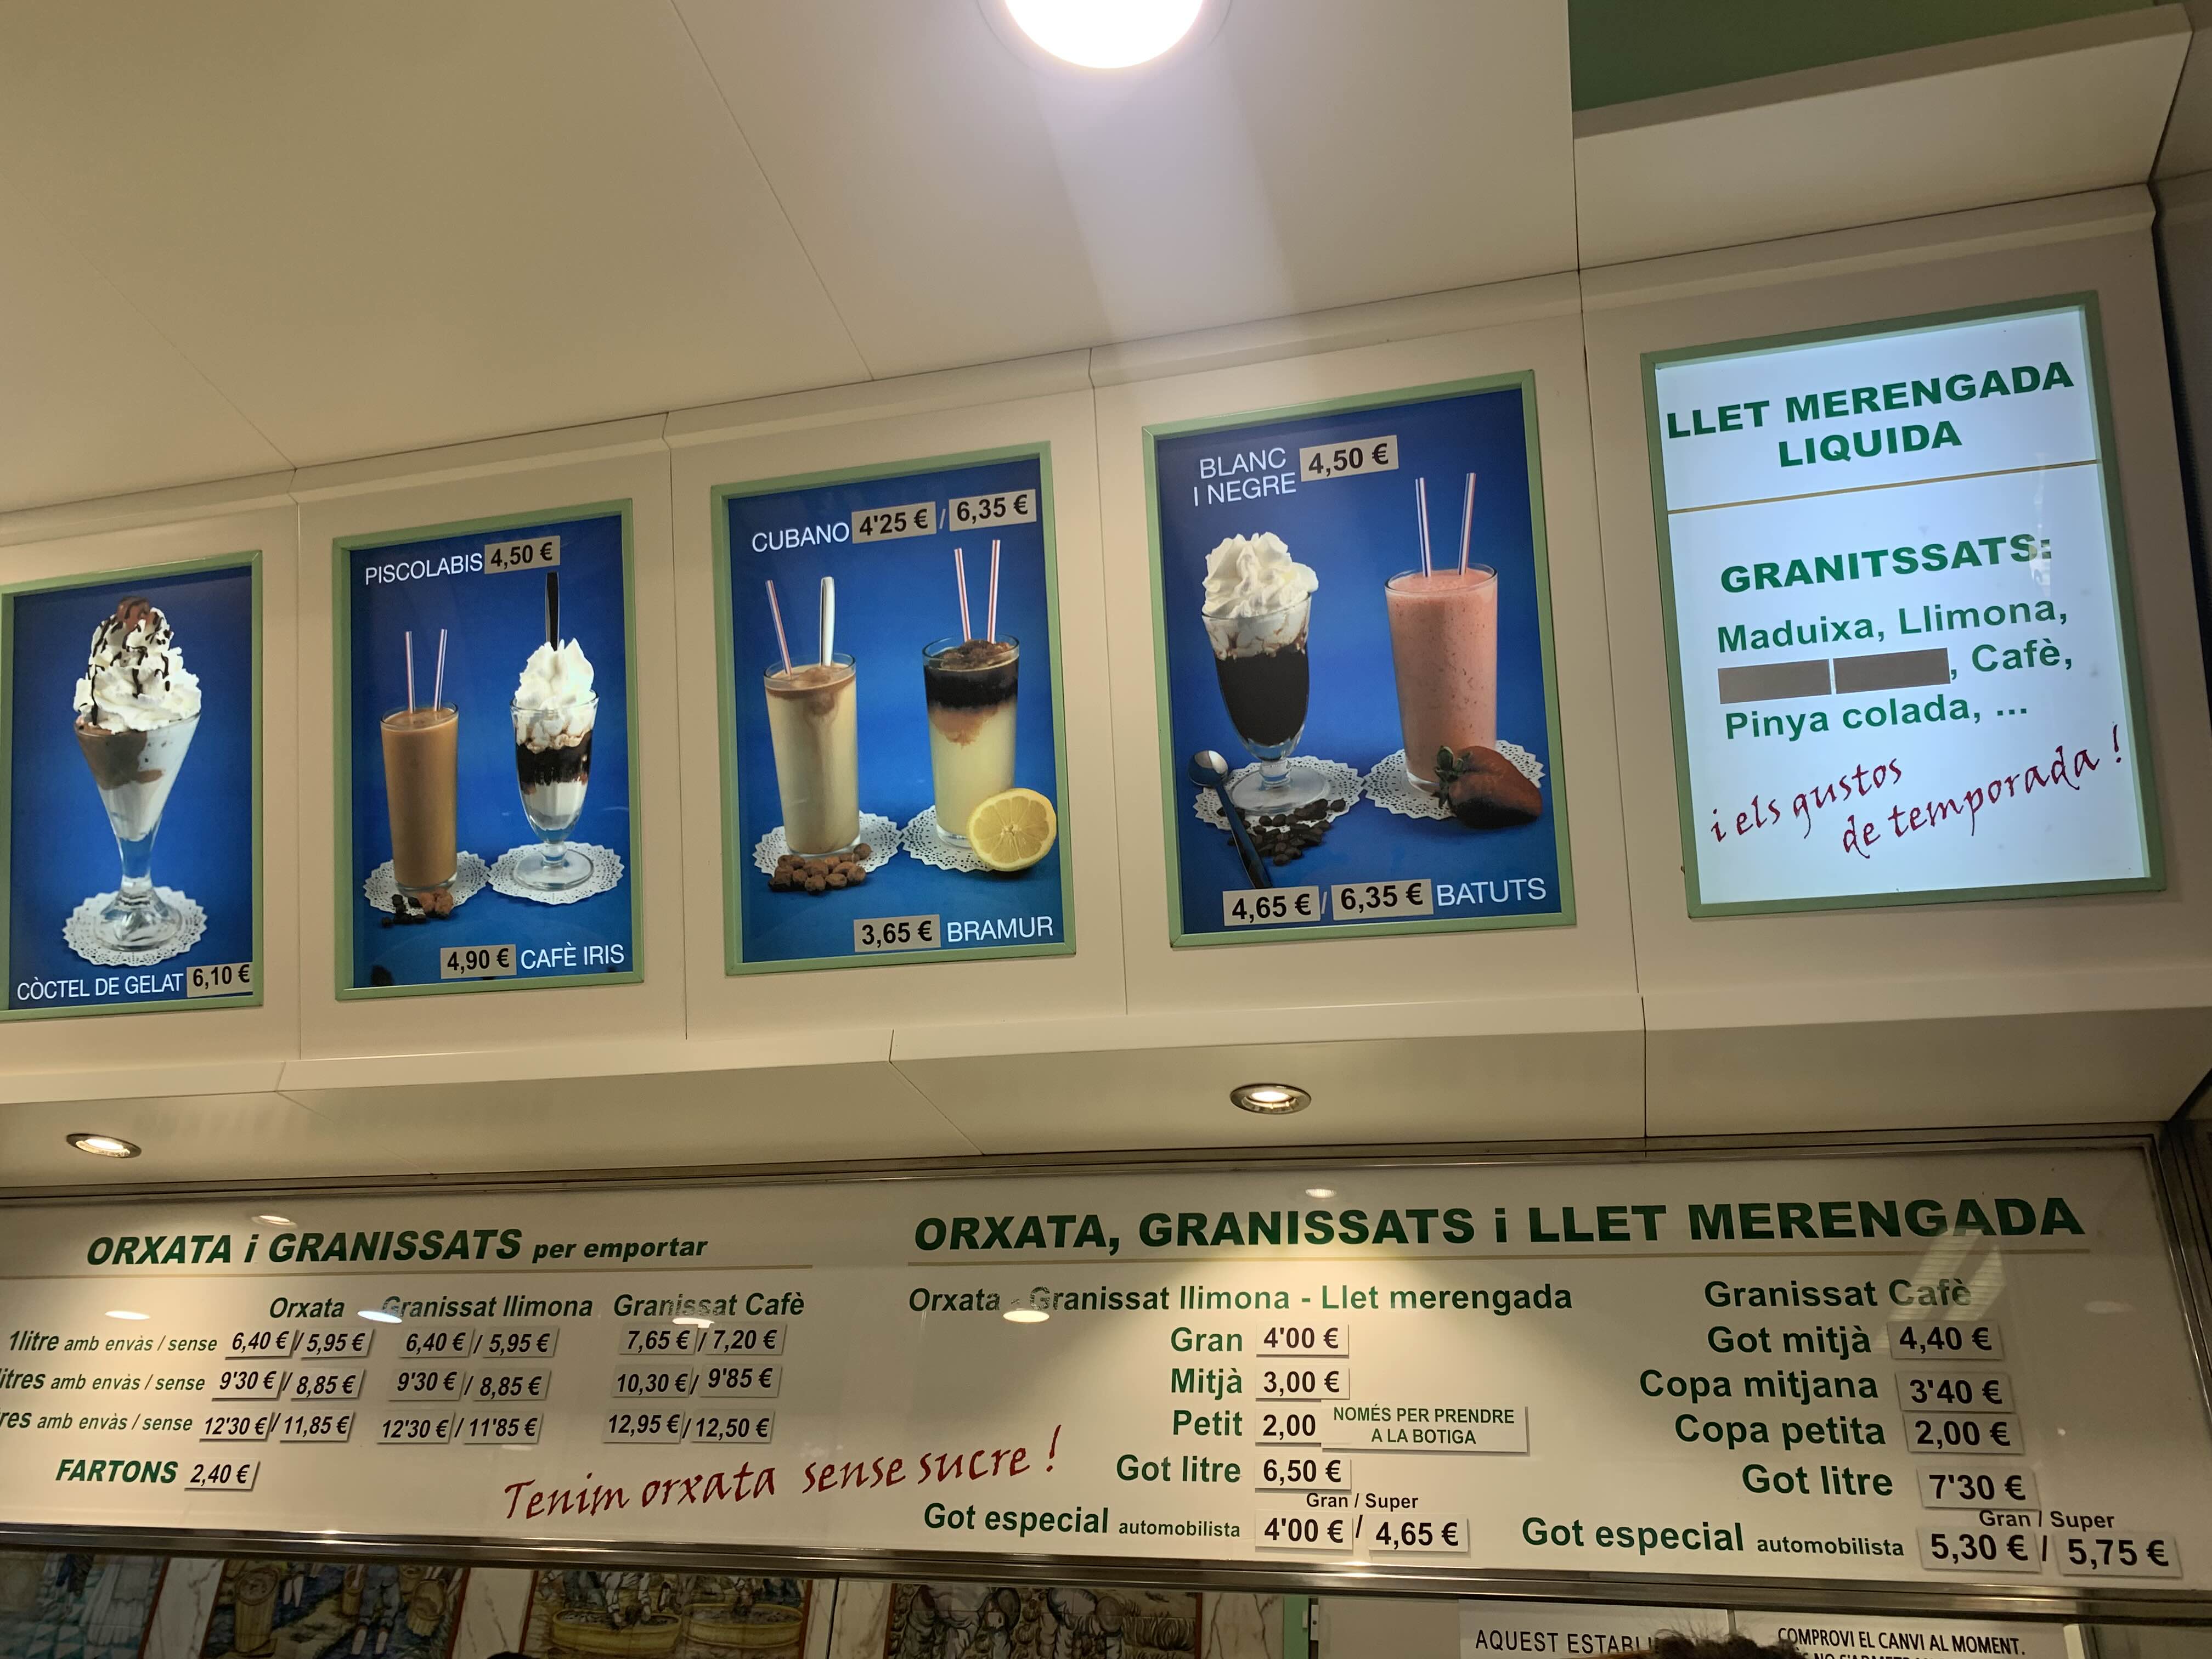 CÒCTEL DE GELAT 6,10 €
PISCOLABIS 4,50 €
4,90 € CAFÈ IRIS
CUBANO 4'25 € / 6,35 €
3,65 € BRAMUR
BLANC
I NEGRE 4,50 €
4,65 € / 6,35 € BATUTS
LLET MERENGADA
LIQUIDA
GRANITSSATS:
Maduixa, Llimona,
, Cafè,
Pinya colada, ...
i els gustos
de temporada !
ORXATA i GRANISSATS per emportar
Orxata Granissat llimona Granissat Cafè
1litre amb envàs / sense 6,40 € / 5,95 € 6,40 € / 5,95 € 7,65 € / 7,20 €
itres amb envàs / sense 9'30 € / 8,85 € 9'30 € / 8,85 € 10,30 € / 9'85 €
res amb envàs / sense 12'30 € / 11,85 € 12'30 € / 11'85 € 12,95 € / 12,50 €
FARTONS 2,40 €
Tenim orxata sense sucre !
ORXATA, GRANISSATS i LLET MERENGADA
Orxata - Granissat llimona - Llet merengada
Gran 4'00 €
Mitjà 3,00 €
Petit 2,00 NOMÉS PER PRENDRE
A LA BOTIGA
Got litre 6,50 €
Gran / Super
Got especial automobilista 4'00 € / 4,65 €
Granissat Cafè
Got mitjà 4,40 €
Copa mitjana 3'40 €
Copa petita 2,00 €
Got litre 7'30 €
Gran / Super
Got especial automobilista 5,30 € / 5,75 €
AQUEST ESTABLI
COMPROVI EL CANVI AL MOMENT.